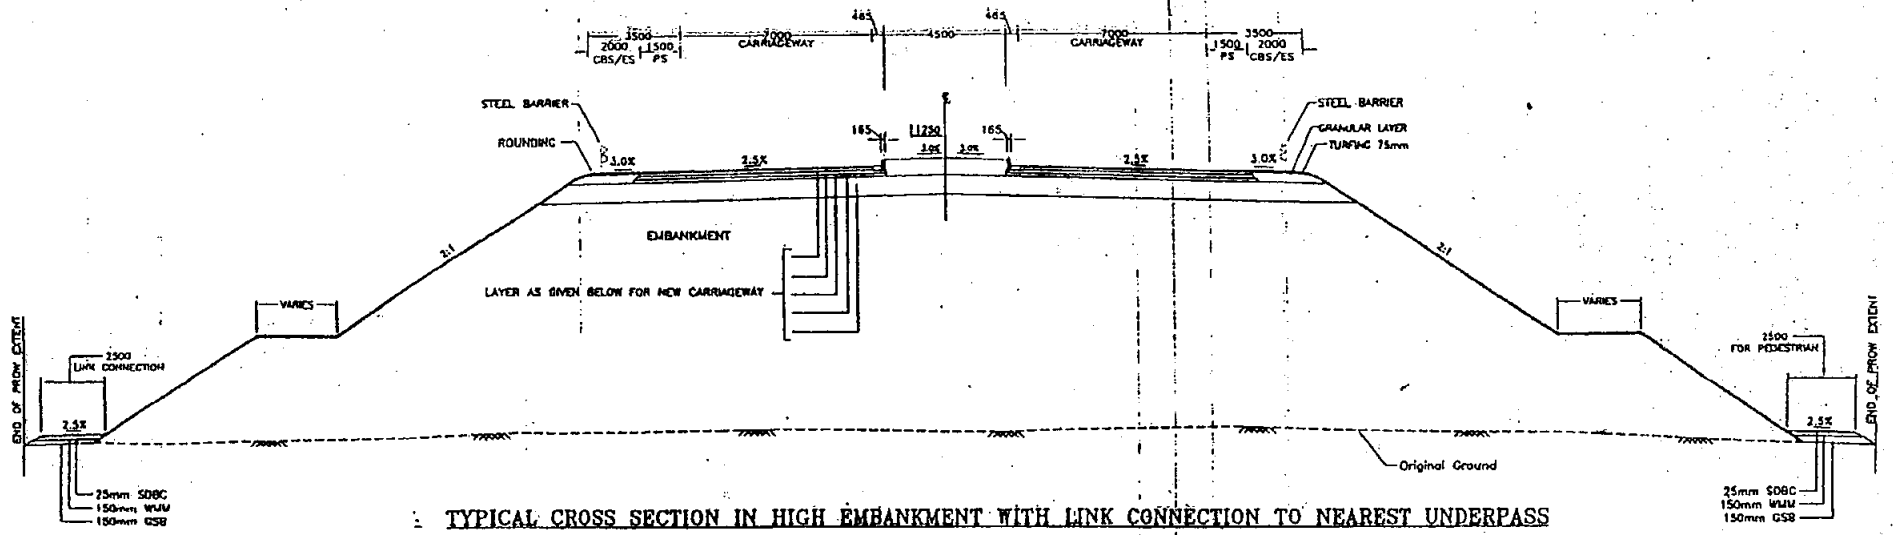 465 465
3500 7000 4500 7000 3500
CARRIAGEWAY CARRIAGEWAY
2000 1500 1500 2000
CBS/ES PS PS CBS/ES
STEEL BARRIER STEEL BARRIER
ROUNDING 165 11250 165 GRANULAR LAYER
TURFING 75mm
3.0% 2.5% 3.0% 3.0% 2.5% 3.0%
EMBANKMENT
2:1 2:1
LAYER AS GIVEN BELOW FOR NEW CARRIAGEWAY
VARIES VARIES
END OF PROW EXTENT END OF PROW EXTENT
2500 2500
LINK CONNECTION FOR PEDESTRIAN
2.5% 2.5%
Original Ground
25mm SDBC 25mm SDBC
150mm WMM 150mm WMM
150mm GSB 150mm GSB
TYPICAL CROSS SECTION IN HIGH EMBANKMENT WITH LINK CONNECTION TO NEAREST UNDERPASS